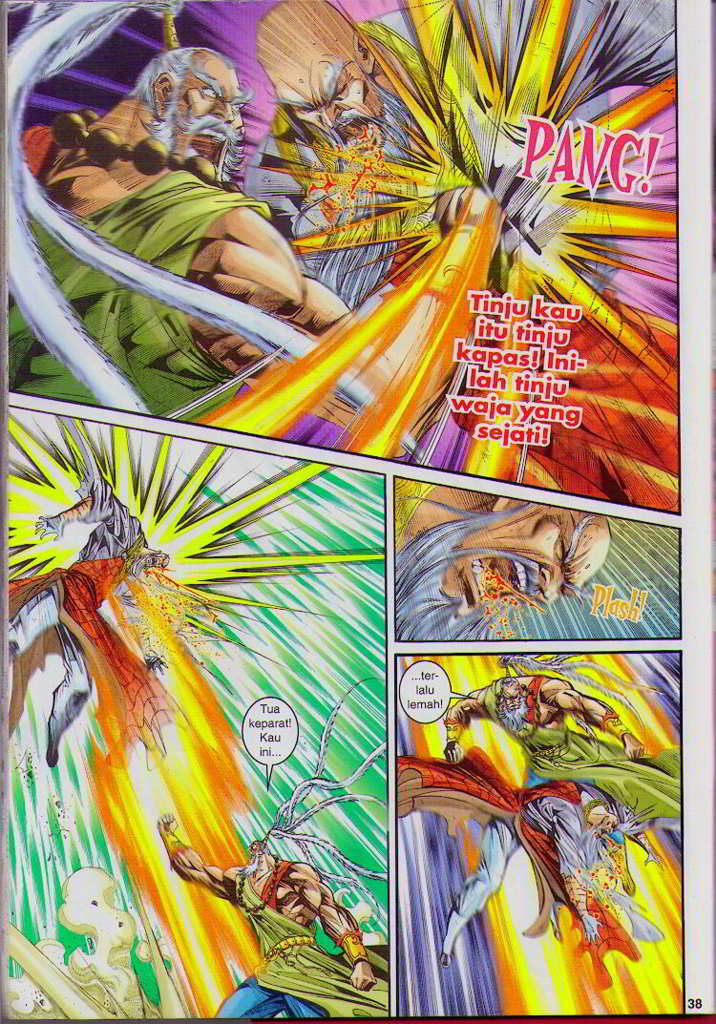 PANG!
Tinju kau
itu tinju
kapas! Ini-
lah tinju
waja yang
sejati!
Plash!
Tua
keparat!
Kau
ini...
...ter-
lalu
lemah!
38